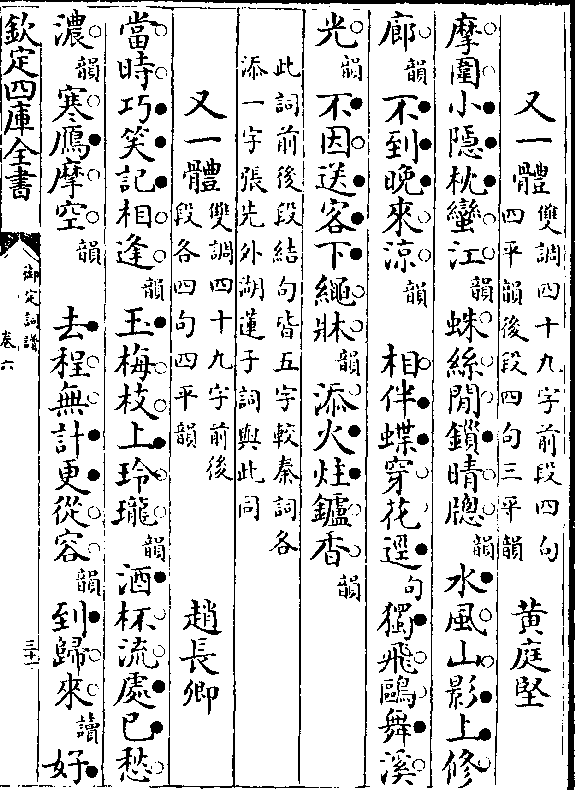 又一體 雙調四十九字前段四句四平韻後段四句三平韻 黃庭堅
摩圍小隱枕蠻江韻蛛絲閒鎖晴牕韻水風山影上修
廊韻不到晚來涼韻 相伴蝶穿花逕句獨飛鷗舞溪
光韻不因送客下繩牀韻添火炷鑪香韻
此詞前後段結句皆五字較秦詞各
添一字張先外湖蓮子詞與此同
又一體 雙調四十九字前後段各四句四平韻 趙長卿
當時巧笑記相逢韻玉梅枝上玲瓏韻酒杯流處已愁
濃韻寒鴈摩空韻 去程無計更從容韻到歸來讀好
欽定四庫全書 御定詞譜 卷六 三十一